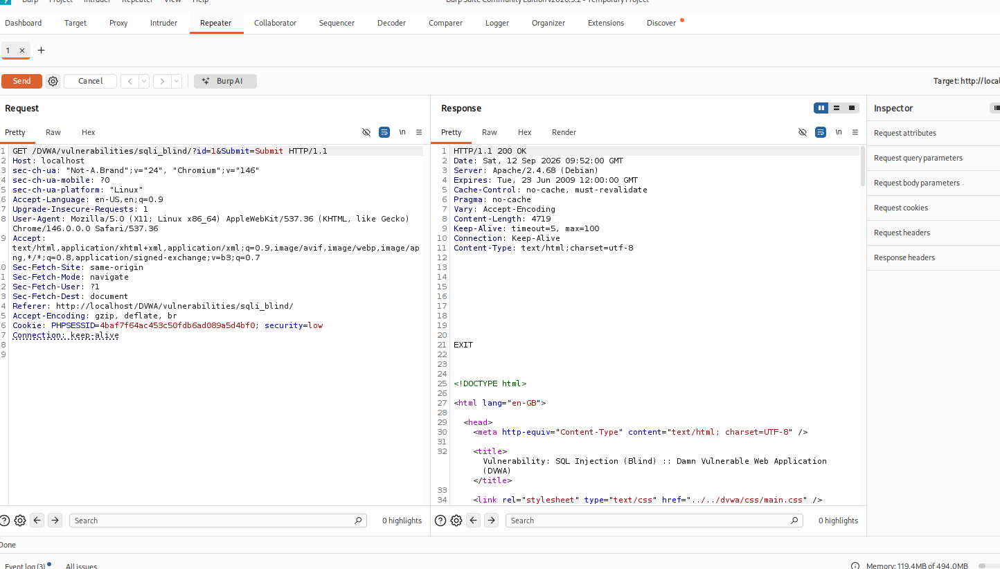 Burp Project Intruder Repeater View Help
Burp Suite Community Edition v2026.3.2 - Temporary Project
Dashboard Target Proxy Intruder Repeater Collaborator Sequencer Decoder Comparer Logger Organizer Extensions Discover
1 × +
Send Cancel < > Burp AI
Target: http://local
Request
Pretty Raw Hex
\n
1 GET /DVWA/vulnerabilities/sqli_blind/?id=1&Submit=Submit HTTP/1.1
2 Host: localhost
3 sec-ch-ua: "Not-A.Brand";v="24", "Chromium";v="146"
4 sec-ch-ua-mobile: ?0
5 sec-ch-ua-platform: "Linux"
6 Accept-Language: en-US,en;q=0.9
7 Upgrade-Insecure-Requests: 1
8 User-Agent: Mozilla/5.0 (X11; Linux x86_64) AppleWebKit/537.36 (KHTML, like Gecko)
Chrome/146.0.0.0 Safari/537.36
9 Accept:
text/html,application/xhtml+xml,application/xml;q=0.9,image/avif,image/webp,image/ap
ng,*/*;q=0.8,application/signed-exchange;v=b3;q=0.7
0 Sec-Fetch-Site: same-origin
1 Sec-Fetch-Mode: navigate
2 Sec-Fetch-User: ?1
3 Sec-Fetch-Dest: document
4 Referer: http://localhost/DVWA/vulnerabilities/sqli_blind/
5 Accept-Encoding: gzip, deflate, br
6 Cookie: PHPSESSID=4baf7f64ac453c50fdb6ad089a5d4bf0; security=low
7 Connection: keep-alive
8
9
? Search 0 highlights
Response
Pretty Raw Hex Render
\n
1 HTTP/1.1 200 OK
2 Date: Sat, 12 Sep 2026 09:52:00 GMT
3 Server: Apache/2.4.68 (Debian)
4 Expires: Tue, 23 Jun 2009 12:00:00 GMT
5 Cache-Control: no-cache, must-revalidate
6 Pragma: no-cache
7 Vary: Accept-Encoding
8 Content-Length: 4719
9 Keep-Alive: timeout=5, max=100
10 Connection: Keep-Alive
11 Content-Type: text/html;charset=utf-8
12
13
14
15
16
17
18
19
20
21 EXIT
22
23
24
25 <!DOCTYPE html>
26
27 <html lang="en-GB">
28
29 <head>
30 <meta http-equiv="Content-Type" content="text/html; charset=UTF-8" />
31
32 <title>
Vulnerability: SQL Injection (Blind) :: Damn Vulnerable Web Application
(DVWA)
</title>
33
34 <link rel="stylesheet" type="text/css" href="../../dvwa/css/main.css" />
? Search 0 highlights
Inspector
Request attributes
Request query parameters
Request body parameters
Request cookies
Request headers
Response headers
Done
Event log (3) All issues
Memory: 119.4MB of 494.0MB